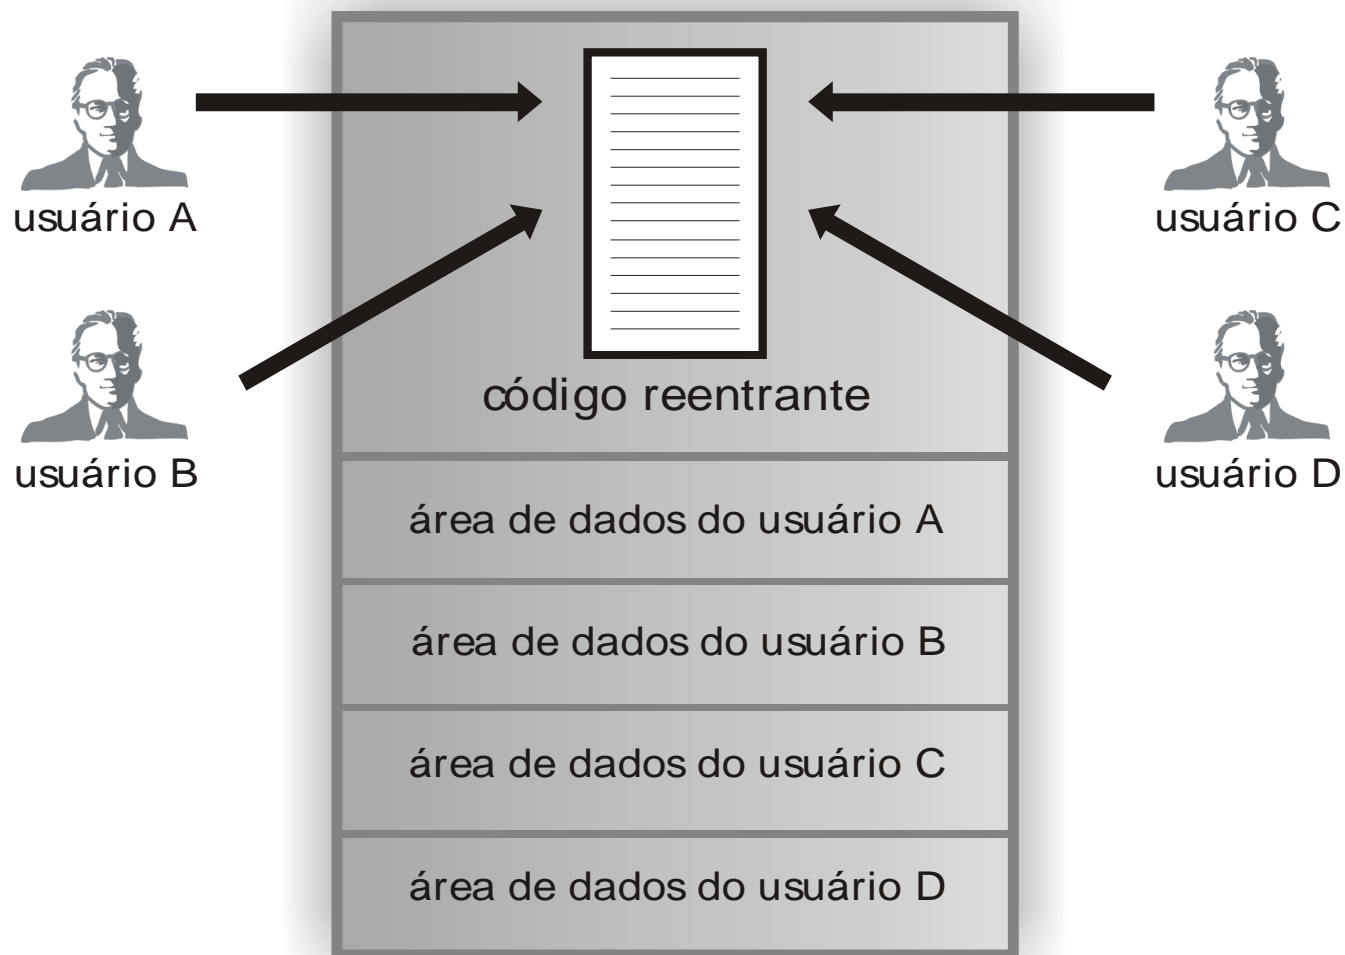 usuário A
usuário C
usuário B
usuário D
código reentrante
área de dados do usuário A
área de dados do usuário B
área de dados do usuário C
área de dados do usuário D